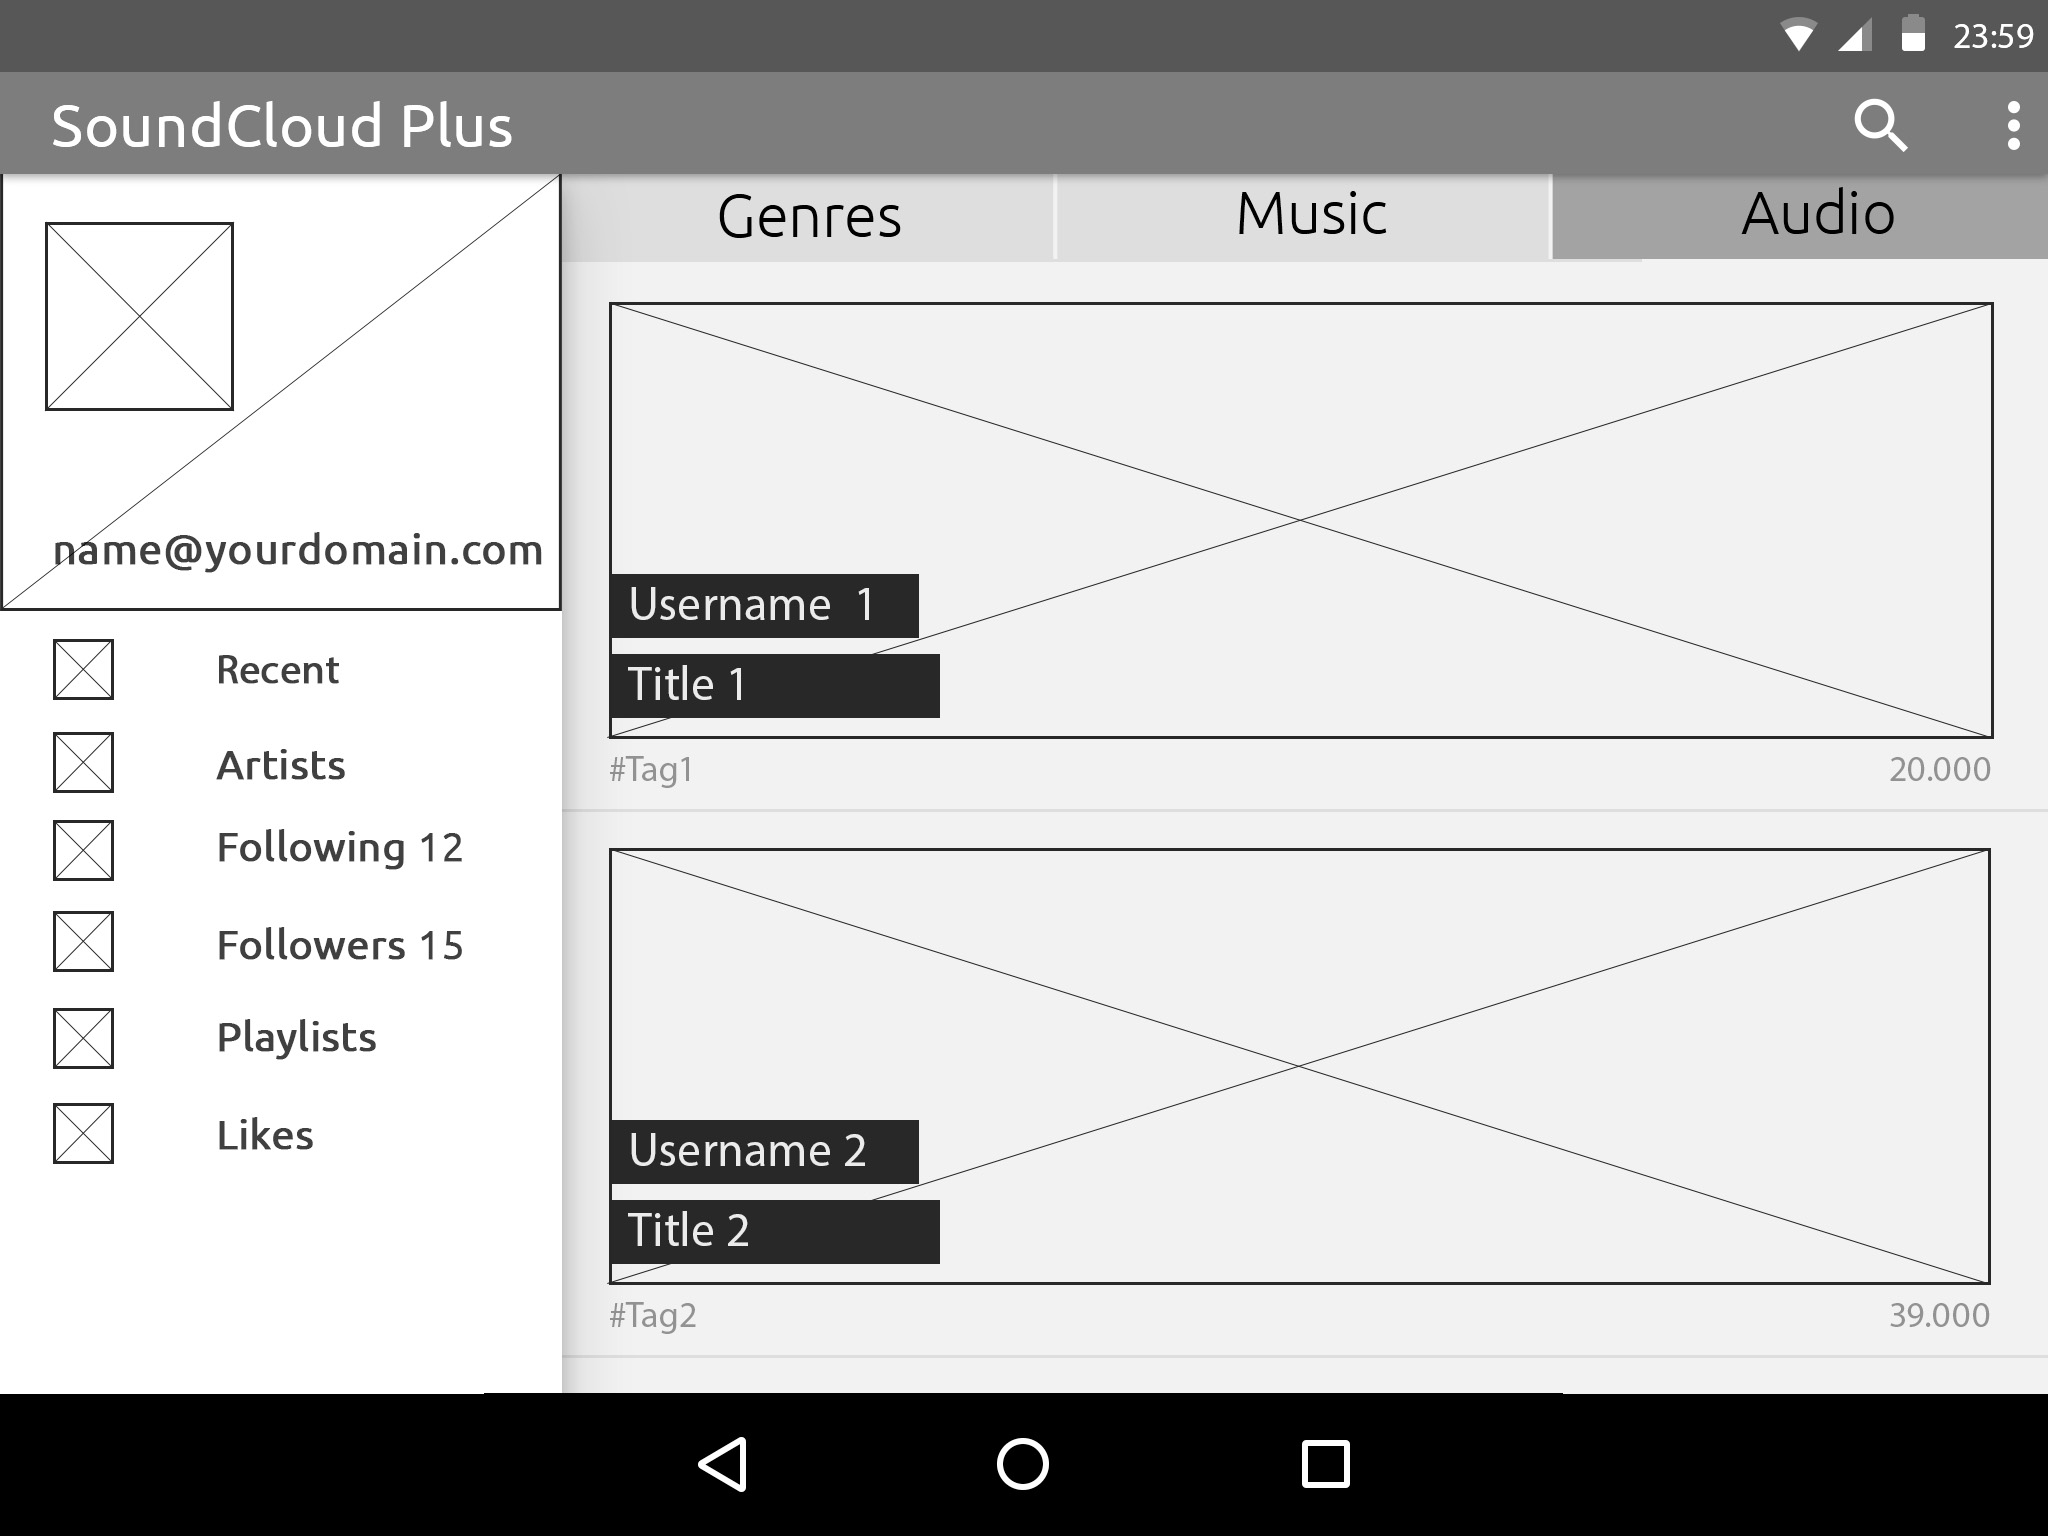 23:59
SoundCloud Plus
Genres
Music
Audio
name@yourdomain.com
Recent
Artists
Following 12
Followers 15
Playlists
Likes
Username 1
Title 1
#Tag1
20.000
Username 2
Title 2
#Tag2
39.000